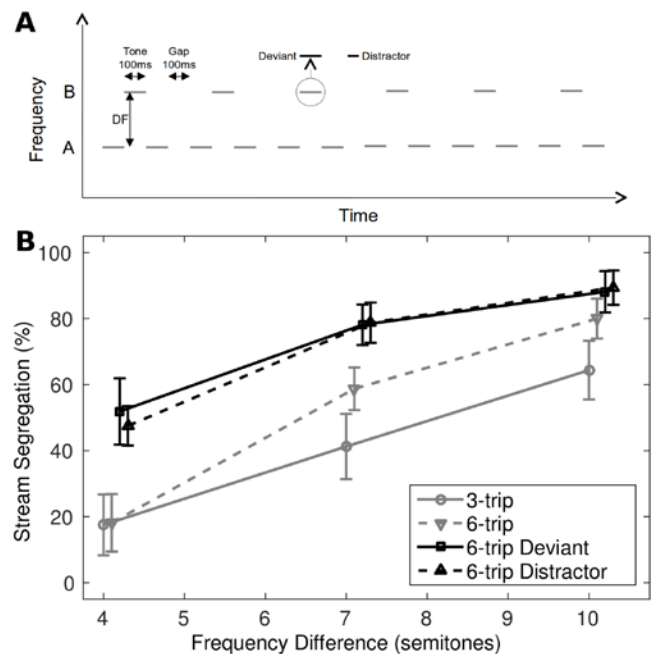 A
Tone
100ms
Gap
100ms
Deviant
Distractor
B
DF
A
Frequency
Time
B
100
80
60
40
20
0
Stream Segregation (%)
3-trip
6-trip
6-trip Deviant
6-trip Distractor
4 5 6 7 8 9 10
Frequency Difference (semitones)